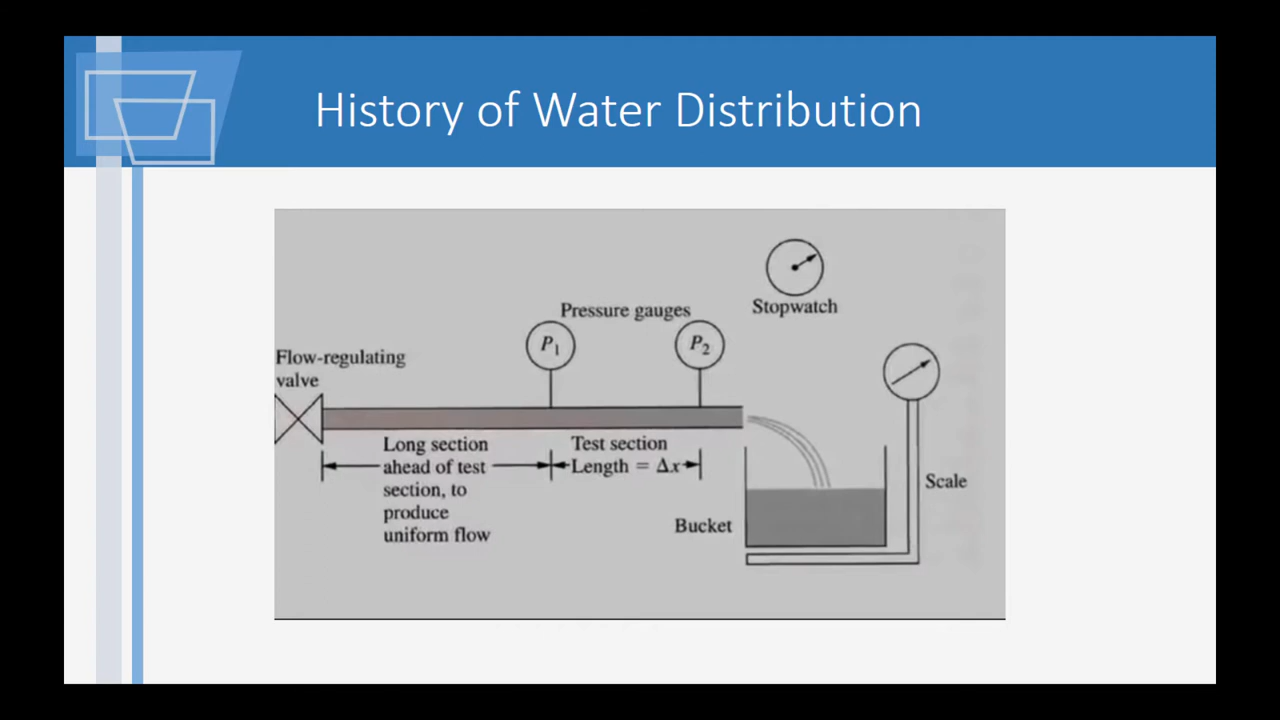 History of Water Distribution
Stopwatch
Pressure gauges
P1
P2
Flow-regulating
valve
Long section
ahead of test
section, to
produce
uniform flow
Test section
Length = Δx
Scale
Bucket